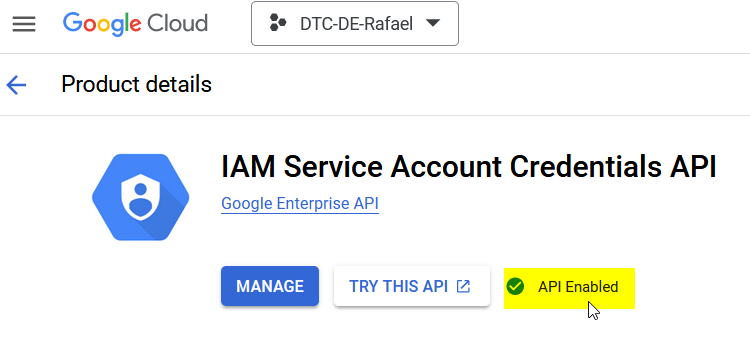 Google Cloud
DTC-DE-Rafael
Product details
IAM Service Account Credentials API
Google Enterprise API
MANAGE
TRY THIS API
API Enabled